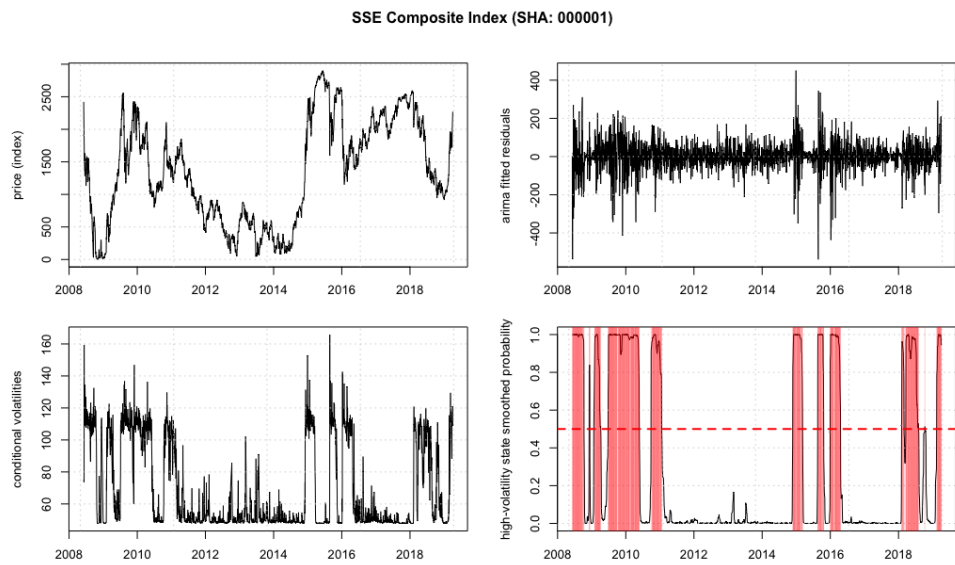 SSE Composite Index (SHA: 000001)
price (index)
2500
1500
500
0
2008 2010 2012 2014 2016 2018
arima fitted residuals
400
200
0
200
-400
2008 2010 2012 2014 2016 2018
conditional volatilities
160
140
120
100
80
60
2008 2010 2012 2014 2016 2018
high-volatility state smoothed probability
1.0
0.8
0.6
0.4
0.2
0.0
2008 2010 2012 2014 2016 2018